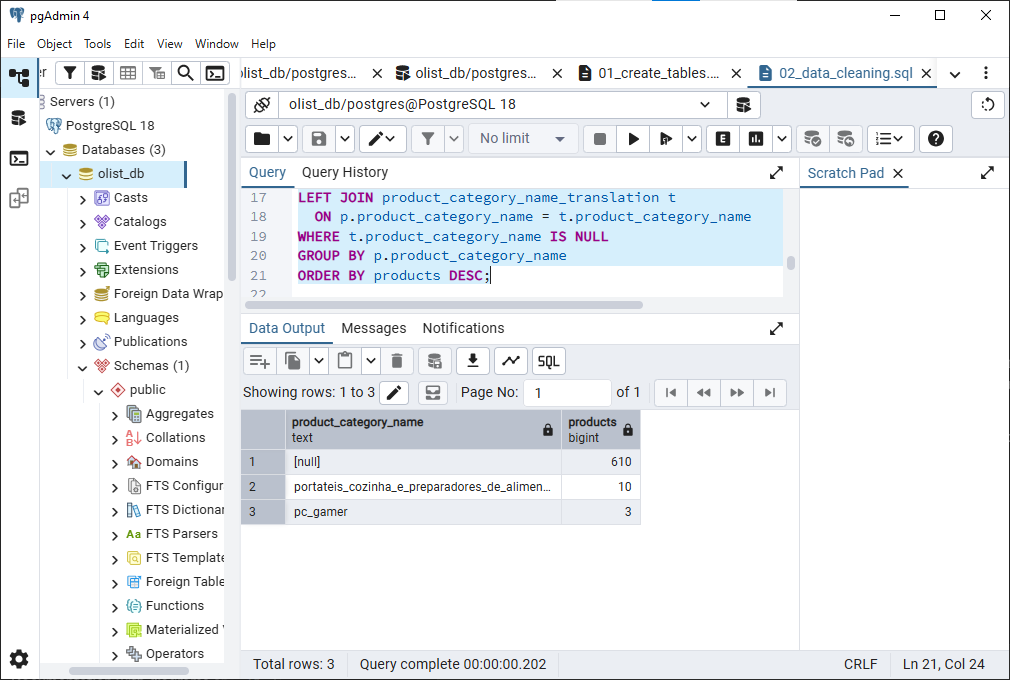 pgAdmin 4
File Object Tools Edit View Window Help
er
olist_db/postgres... olist_db/postgres... 01_create_tables.... 02_data_cleaning.sql
Servers (1)
olist_db/postgres@PostgreSQL 18
PostgreSQL 18
Databases (3)
No limit
E
olist_db
Query Query History
Scratch Pad
Casts
Catalogs
Event Triggers
Extensions
Foreign Data Wrap
Languages
Publications
Schemas (1)
public
Aggregates
Collations
Domains
FTS Configur
FTS Dictionar
Aa FTS Parsers
FTS Template
Foreign Table
Functions
Materialized
Operators
17 LEFT JOIN product_category_name_translation t
18 ON p.product_category_name = t.product_category_name
19 WHERE t.product_category_name IS NULL
20 GROUP BY p.product_category_name
21 ORDER BY products DESC;
22
Data Output Messages Notifications
SQL
Showing rows: 1 to 3 Page No: 1 of 1
product_category_name products
text bigint
1 [null] 610
2 portateis_cozinha_e_preparadores_de_alimen... 10
3 pc_gamer 3
Total rows: 3 Query complete 00:00:00.202 CRLF Ln 21, Col 24